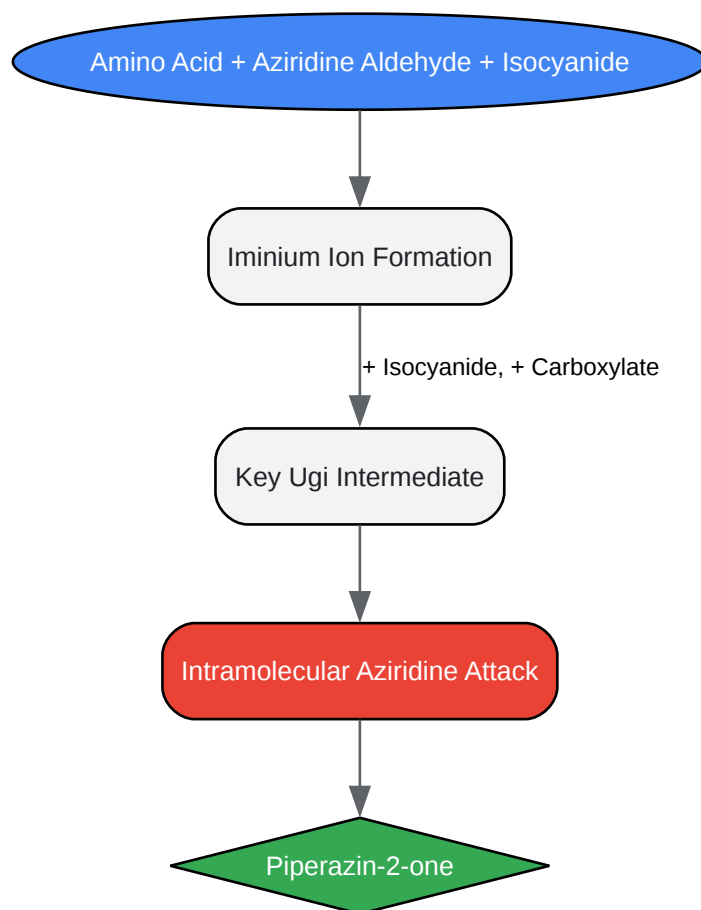 Amino Acid + Aziridine Aldehyde + Isocyanide
Iminium Ion Formation
+ Isocyanide, + Carboxylate
Key Ugi Intermediate
Intramolecular Aziridine Attack
Piperazin-2-one